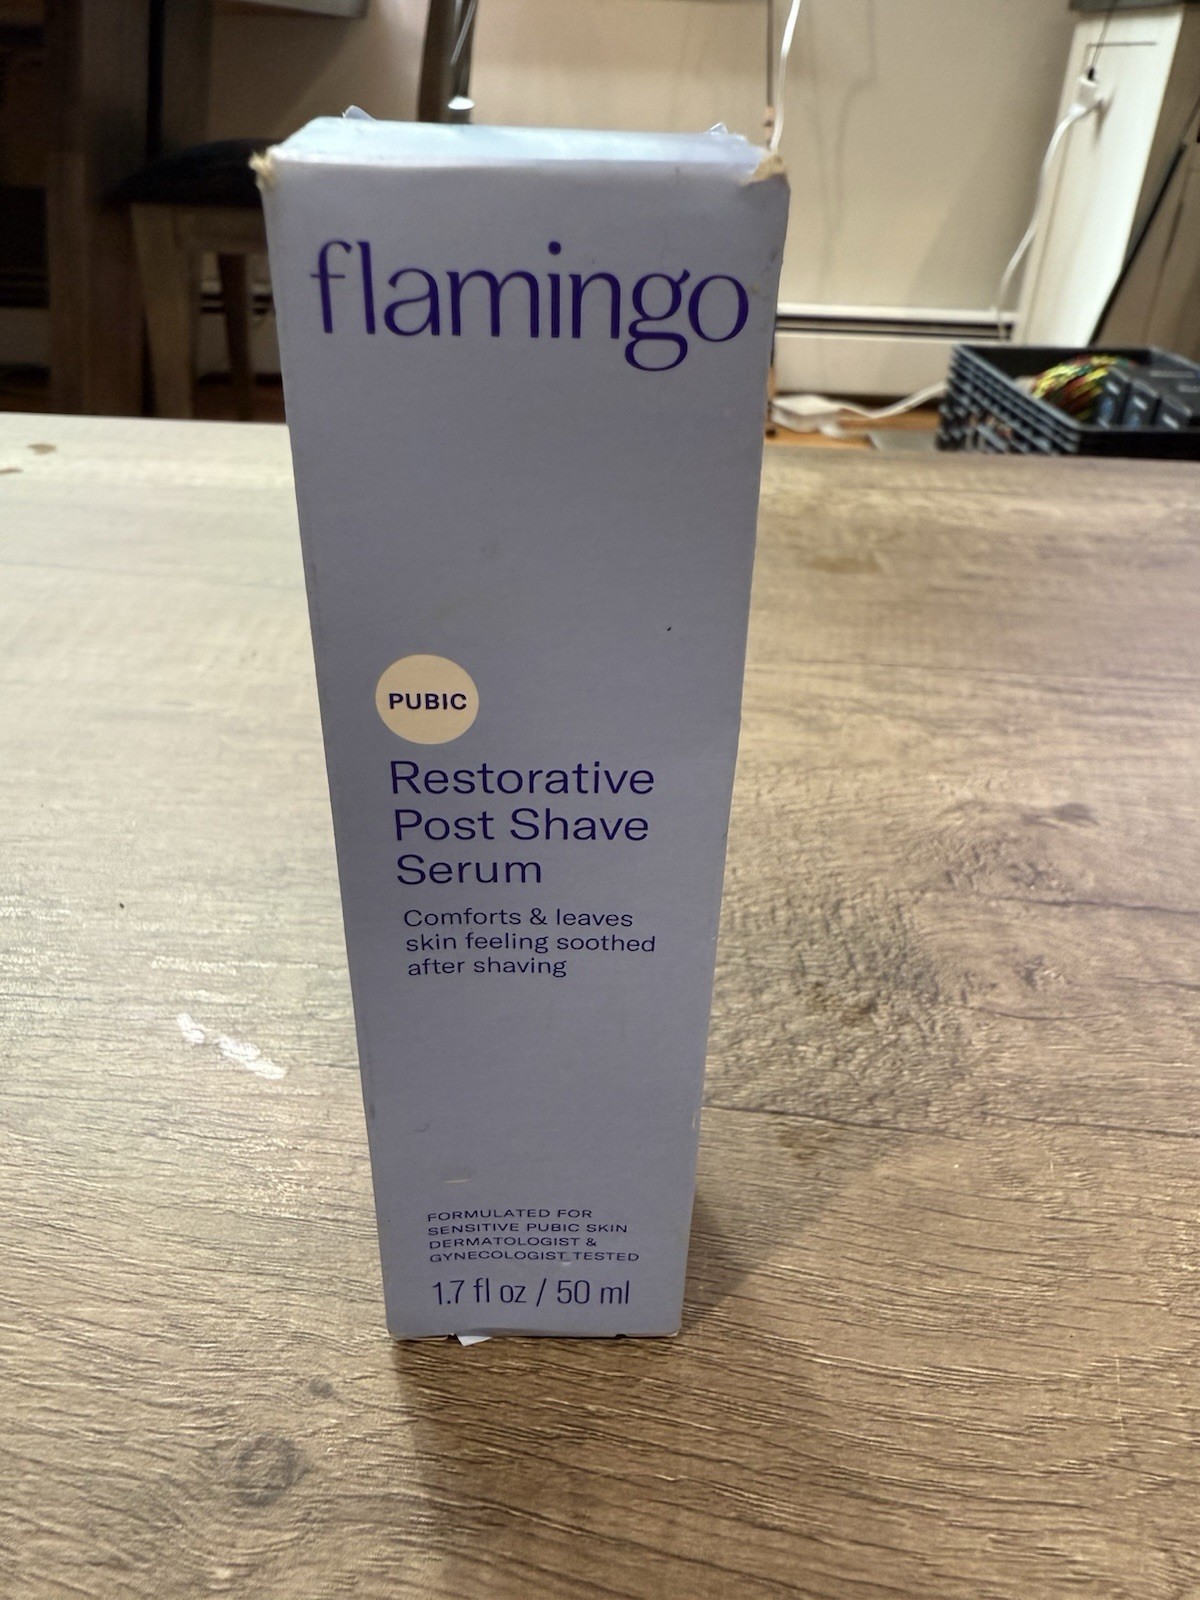 flamingo
PUBIC
Restorative
Post Shave
Serum
Comforts & leaves
skin feeling soothed
after shaving
FORMULATED FOR
SENSITIVE PUBIC SKIN
DERMATOLOGIST &
GYNECOLOGIST TESTED
1.7 fl oz / 50 ml